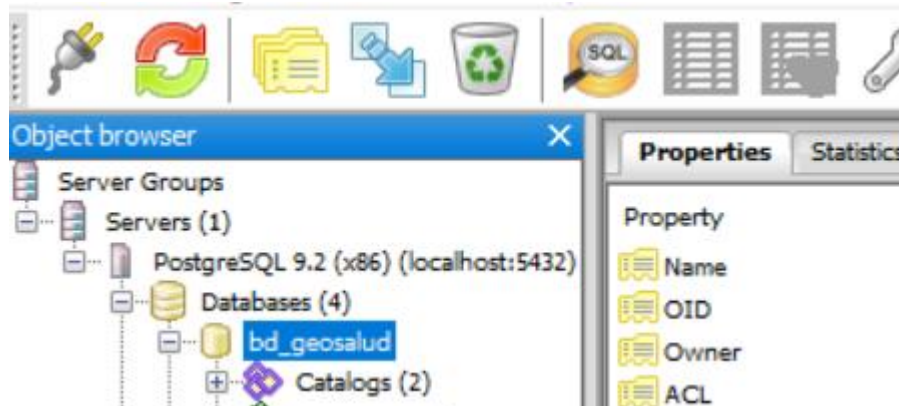 SQL
Object browser
Server Groups
Servers (1)
PostgreSQL 9.2 (x86) (localhost:5432)
Databases (4)
bd_geosalud
Catalogs (2)
Properties
Statistics
Property
Name
OID
Owner
ACL